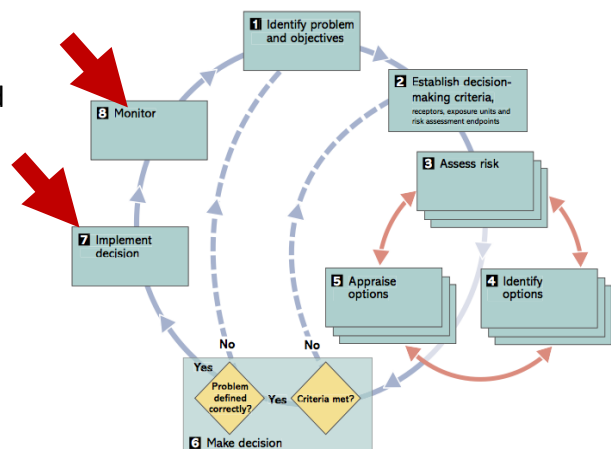 1 Identify problem
and objectives
2 Establish decision-
making criteria,
receptors, exposure units and
risk assessment endpoints
8 Monitor
3 Assess risk
7 Implement
decision
5 Appraise
options
4 Identify
options
No
No
Yes
Problem
defined
correctly?
Yes
Criteria met?
6 Make decision